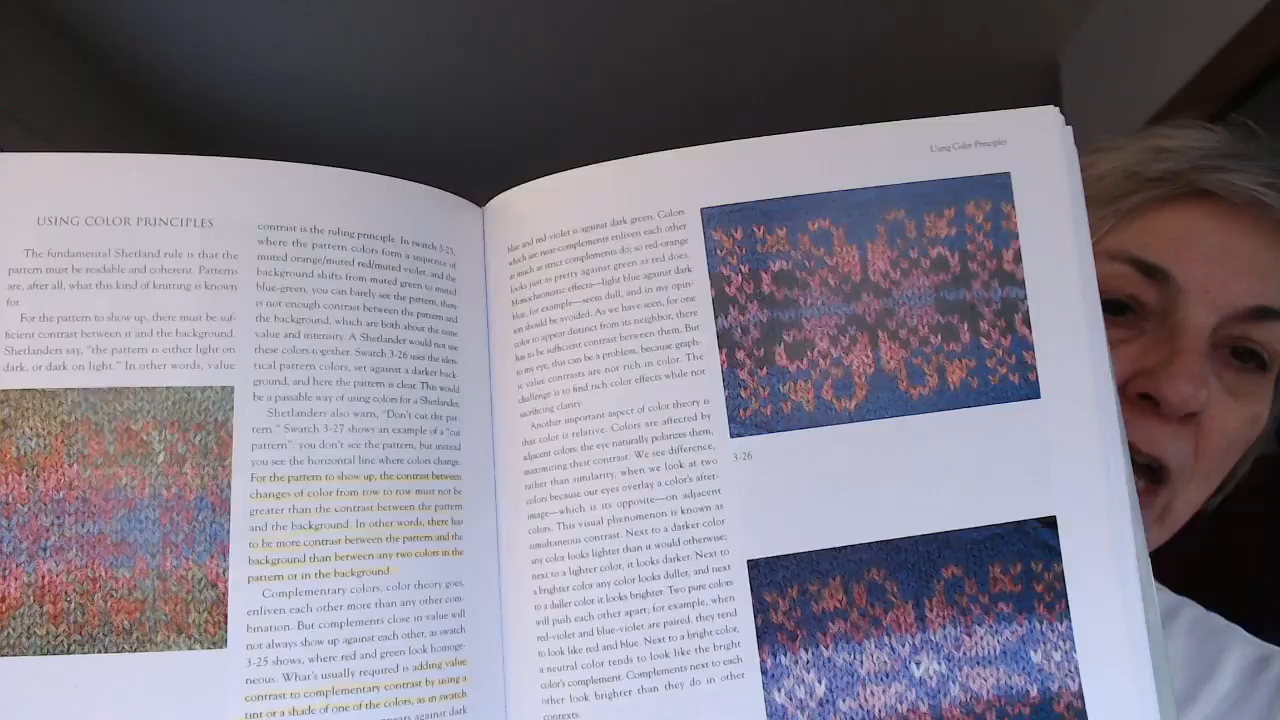 USING COLOR PRINCIPLES
The fundamental Shetland rule is that the
pattern must be readable and coherent. Patterns
are, after all, what this kind of knitting is known
for.
For the pattern to show up, there must be suf-
ficient contrast between it and the background.
Shetlanders say, "the pattern is either light on
dark, or dark on light." In other words, value
contrast is the ruling principle. In swatch 3-25,
where the pattern colors form a sequence of
muted orange/muted red/muted violet, and the
background shifts from muted green to muted
blue-green, you can barely see the pattern; there
is not enough contrast between the pattern and
the background, which are both about the same
value and intensity. A Shetlander would not use
these colors together. Swatch 3-26 uses the iden-
tical pattern colors, set against a darker back-
ground, and here the pattern is clear. This would
be a passable way of using colors for a Shetlander.
Shetlanders also warn, "Don't cut the pat-
tern." Swatch 3-27 shows an example of a "cut
pattern": you don't see the pattern, but instead
you see the horizontal line where colors change.
For the pattern to show up, the contrast between
changes of color from row to row must not be
greater than the contrast between the pattern
and the background. In other words, there has
to be more contrast between the pattern and the
background than between any two colors in the
pattern or in the background.
Complementary colors, color theory goes,
enliven each other more than any other com-
bination. But complements close in value will
not always show up against each other, as swatch
3-25 shows, where red and green look homoge-
neous. What's usually required is adding value
contrast to complementary contrast by using a
tint or a shade of one of the colors, as in swatch
against dark
Using Color Principles
blue and red-violet is against dark green. Colors
which are near-complements enliven each other
as much as strict complements do; so red-orange
looks just as pretty against green as red does.
Monochromatic effects—light blue against dark
blue, for example—seem dull, and in my opin-
ion should be avoided. As we have seen, for one
color to appear distinct from its neighbor, there
has to be sufficient contrast between them. But
to my eye, this can be a problem, because graph-
ic value contrasts are not rich in color. The
challenge is to find rich color effects while not
sacrificing clarity.
Another important aspect of color theory is
that color is relative. Colors are affected by
adjacent colors: the eye naturally polarizes them,
maximizing their contrast. We see difference,
rather than similarity, when we look at two
colors because our eyes overlay a color's after-
image—which is its opposite—on adjacent
colors. This visual phenomenon is known as
simultaneous contrast. Next to a darker color
any color looks lighter than it would otherwise;
next to a lighter color, it looks darker. Next to
a brighter color any color looks duller, and next
to a duller color it looks brighter. Two pure colors
will push each other apart; for example, when
red-violet and blue-violet are paired, they tend
to look like red and blue. Next to a bright color,
a neutral color tends to look like the bright
color's complement. Complements next to each
other look brighter than they do in other
contexts.
3-26